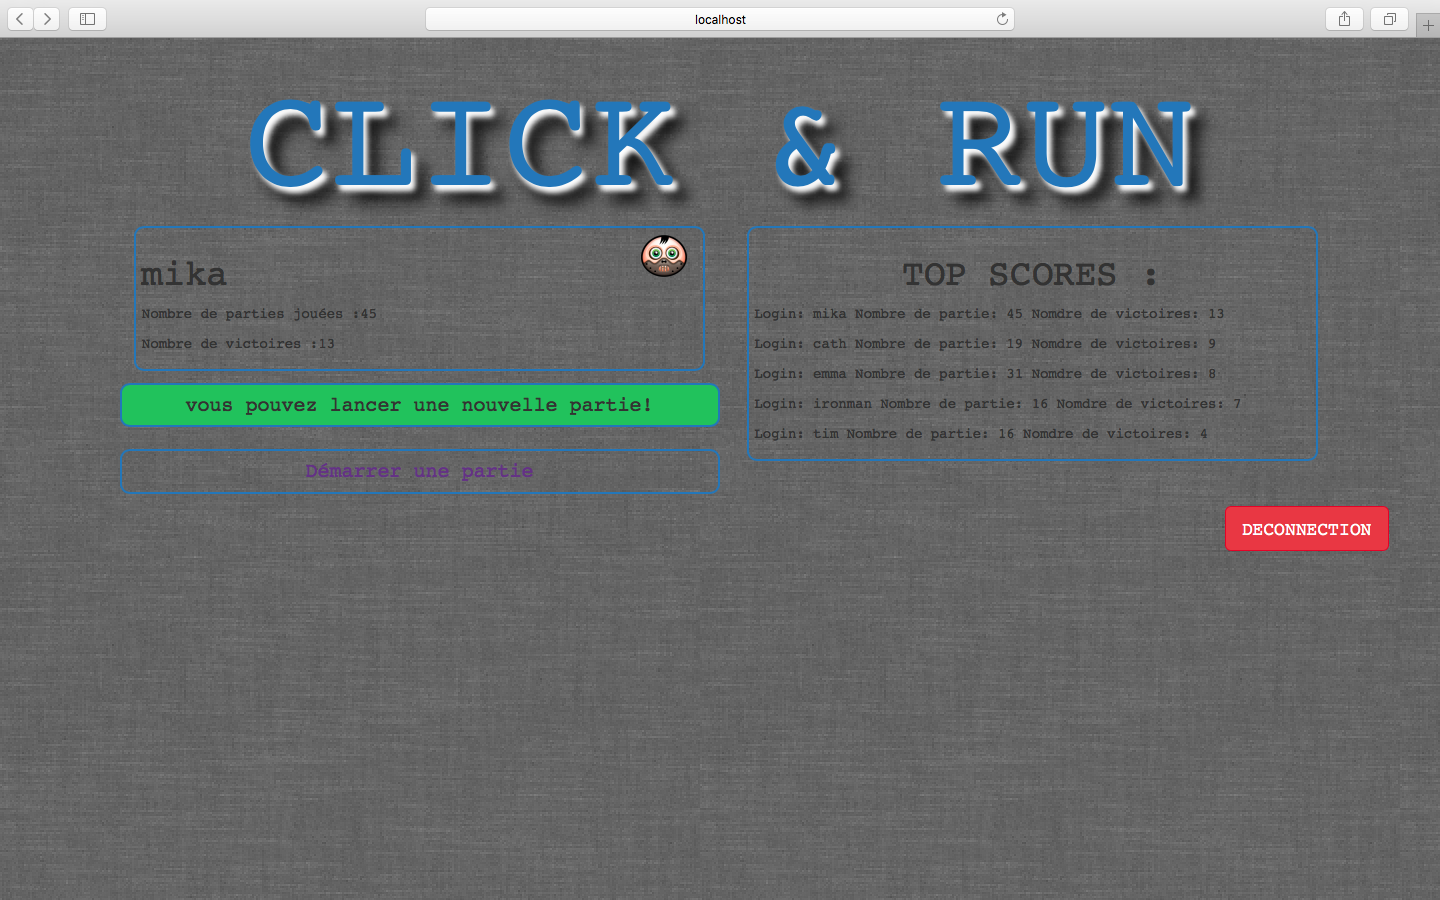 localhost
CLICK & RUN
mika
Nombre de parties jouées :45
Nombre de victoires :13
vous pouvez lancer une nouvelle partie!
Démarrer une partie
TOP SCORES :
Login: mika Nombre de partie: 45 Nomdre de victoires: 13
Login: cath Nombre de partie: 19 Nomdre de victoires: 9
Login: emma Nombre de partie: 31 Nomdre de victoires: 8
Login: ironman Nombre de partie: 16 Nomdre de victoires: 7
Login: tim Nombre de partie: 16 Nomdre de victoires: 4
DECONNECTION